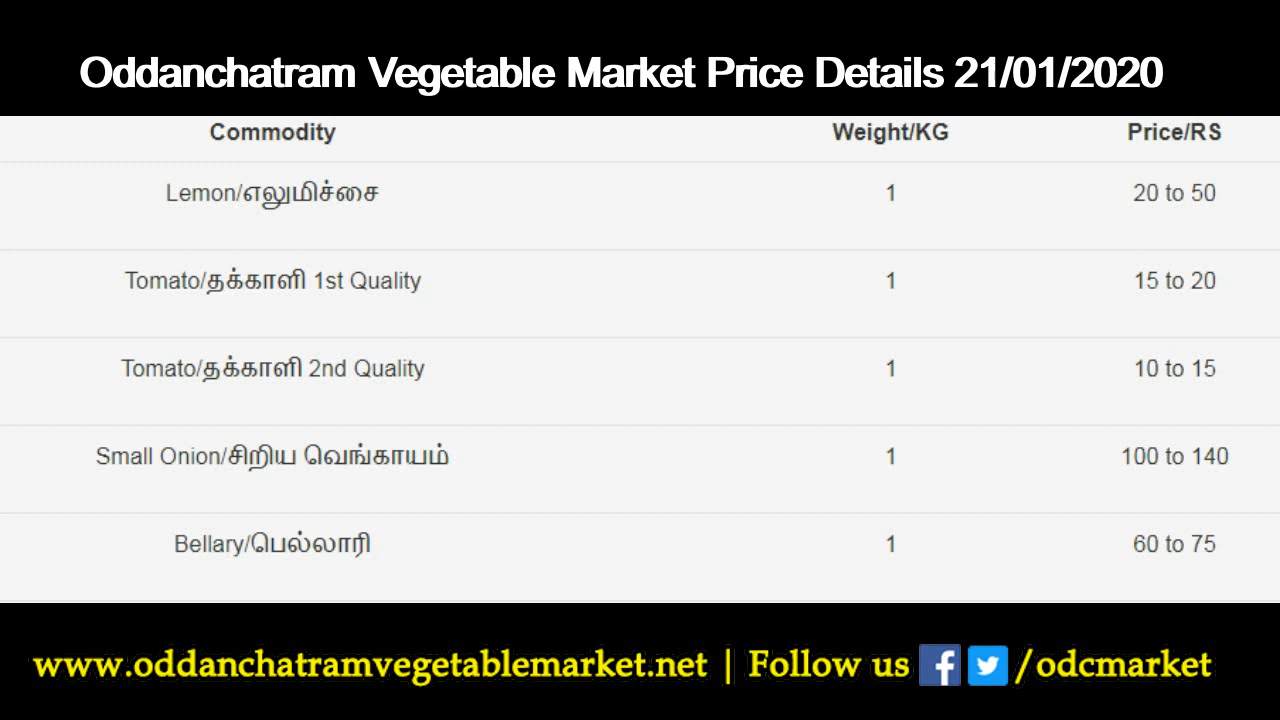 Oddanchatram Vegetable Market Price Details 21/01/2020
Commodity Weight/KG Price/RS
Lemon/எலுமிச்சை 1 20 to 50
Tomato/தக்காளி 1st Quality 1 15 to 20
Tomato/தக்காளி 2nd Quality 1 10 to 15
Small Onion/சிறிய வெங்காயம் 1 100 to 140
Bellary/பெல்லாரி 1 60 to 75
www.oddanchatramvegetablemarket.net | Follow us f /odcmarket